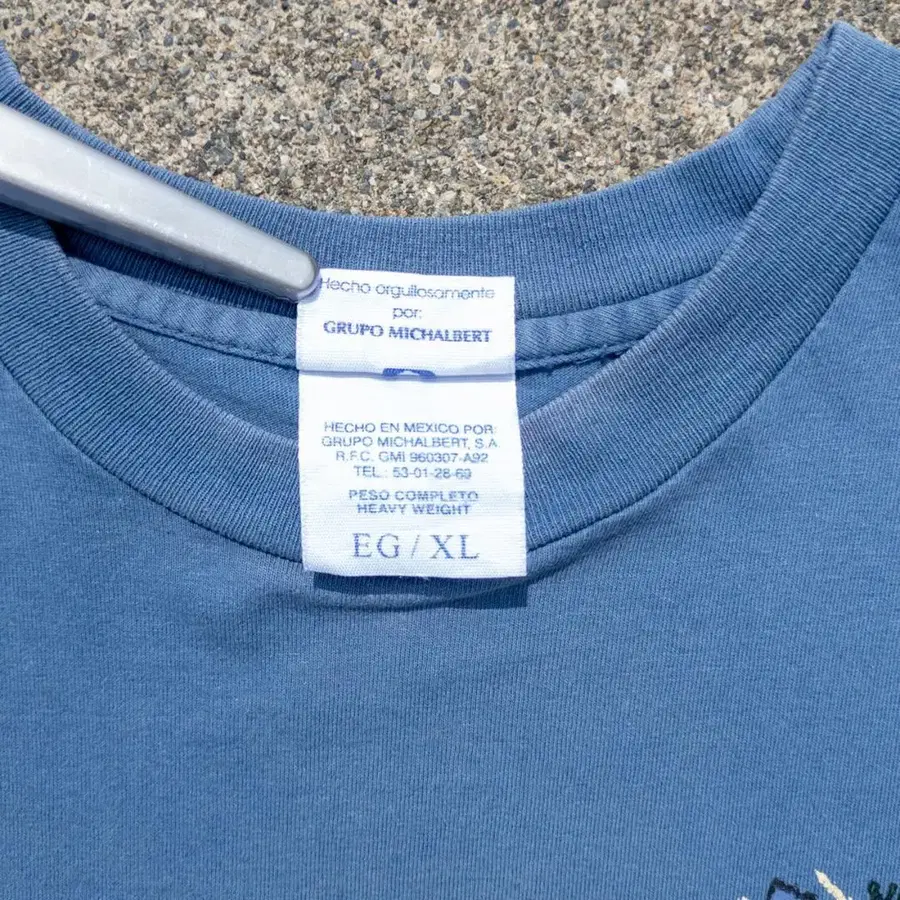 Hecho orgullosamente
por:
GRUPO MICHALBERT
HECHO EN MEXICO POR:
GRUPO MICHALBERT, S.A.
R.F.C. GMI 960307-A92
TEL.: 53-01-28-69
PESO COMPLETO
HEAVY WEIGHT
EG / XL